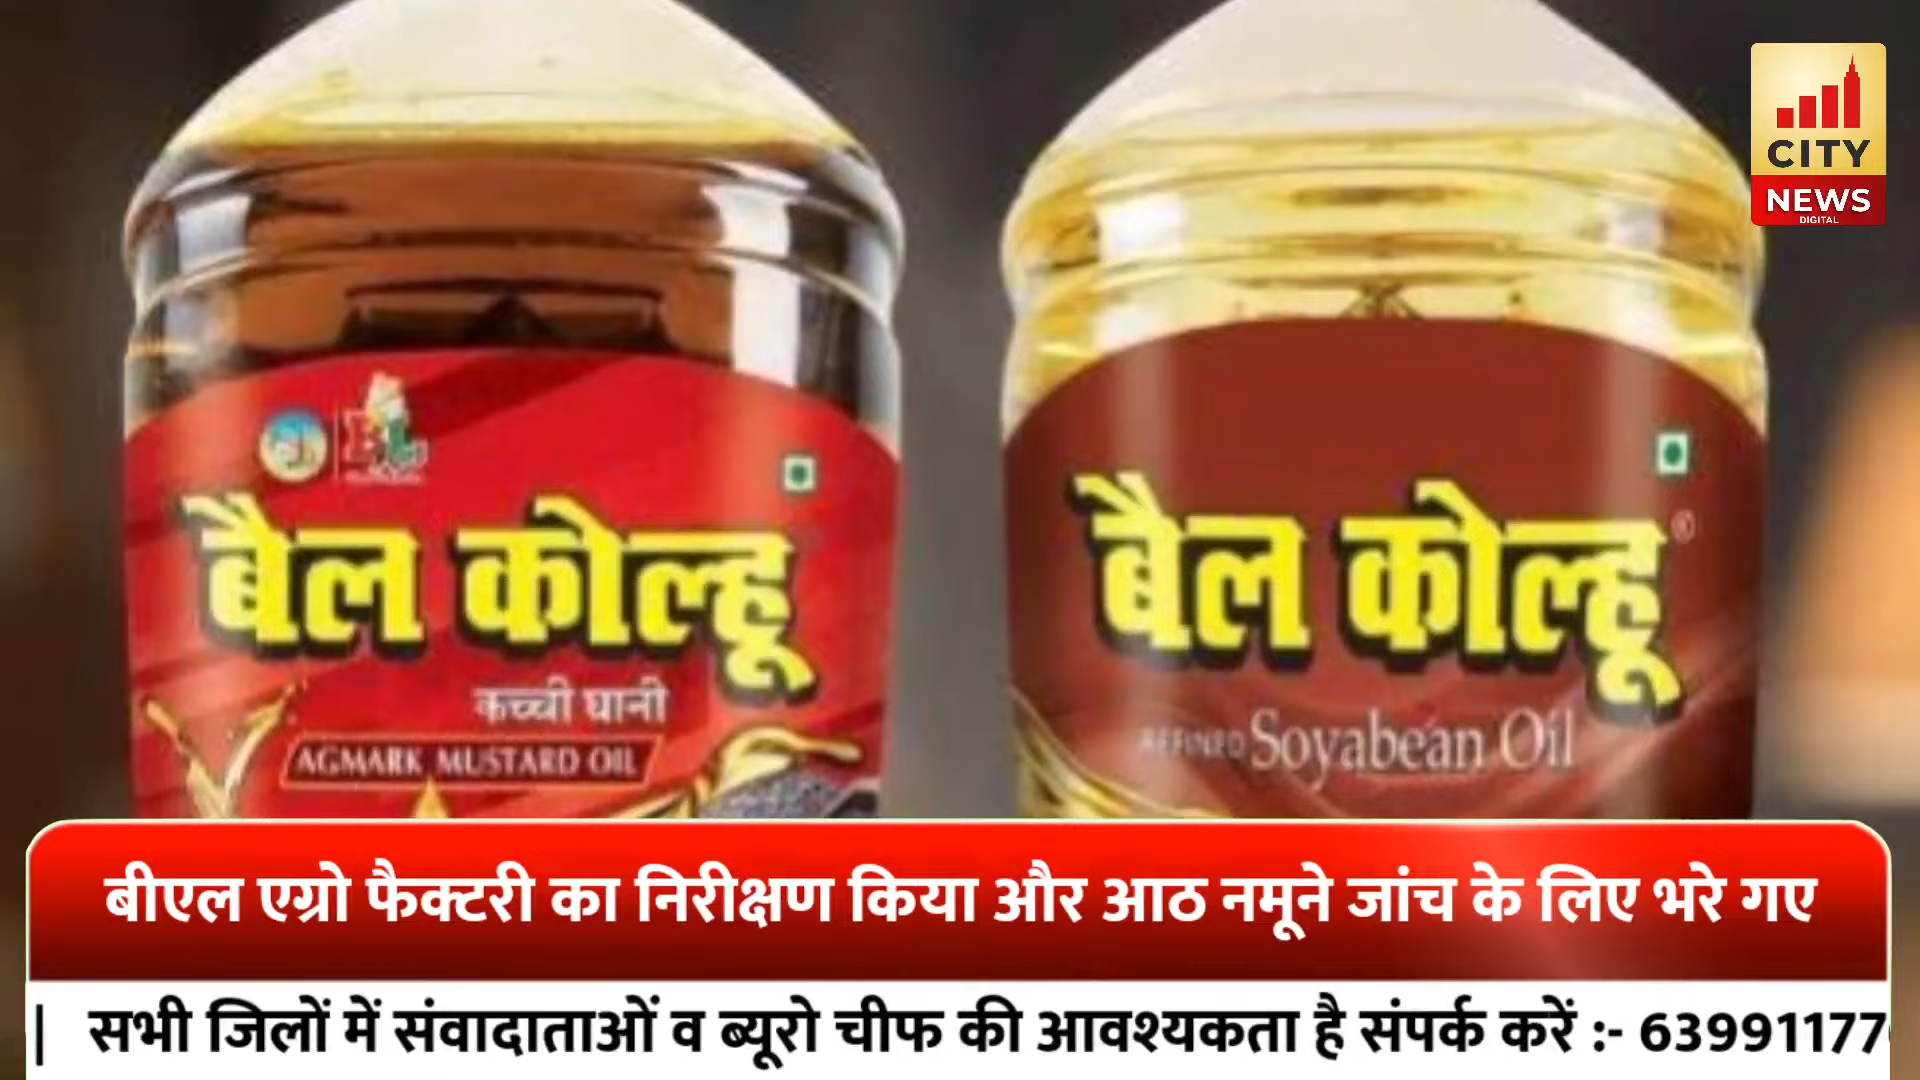 CITY
NEWS
DIGITAL
BL
बैल कोल्हू
कच्ची घानी
AGMARK MUSTARD OIL
बैल कोल्हू
®
REFINED Soyabean Oil
बीएल एग्रो फैक्टरी का निरीक्षण किया और आठ नमूने जांच के लिए भरे गए
| सभी जिलों में संवादाताओं व ब्यूरो चीफ की आवश्यकता है संपर्क करें :- 63991177